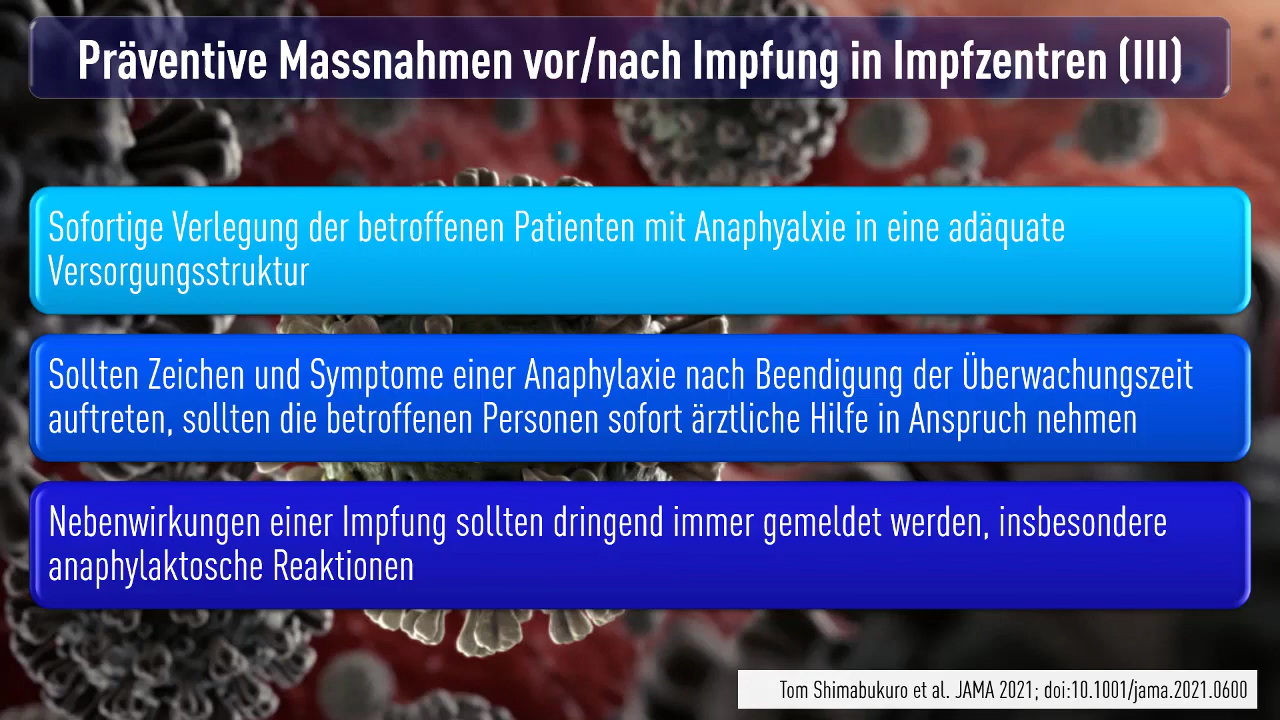 Präventive Massnahmen vor/nach Impfung in Impfzentren (III)
Sofortige Verlegung der betroffenen Patienten mit Anaphyalxie in eine adäquate
Versorgungsstruktur
Sollten Zeichen und Symptome einer Anaphylaxie nach Beendigung der Überwachungszeit
auftreten, sollten die betroffenen Personen sofort ärztliche Hilfe in Anspruch nehmen
Nebenwirkungen einer Impfung sollten dringend immer gemeldet werden, insbesondere
anaphylaktosche Reaktionen
Tom Shimabukuro et al. JAMA 2021; doi:10.1001/jama.2021.0600